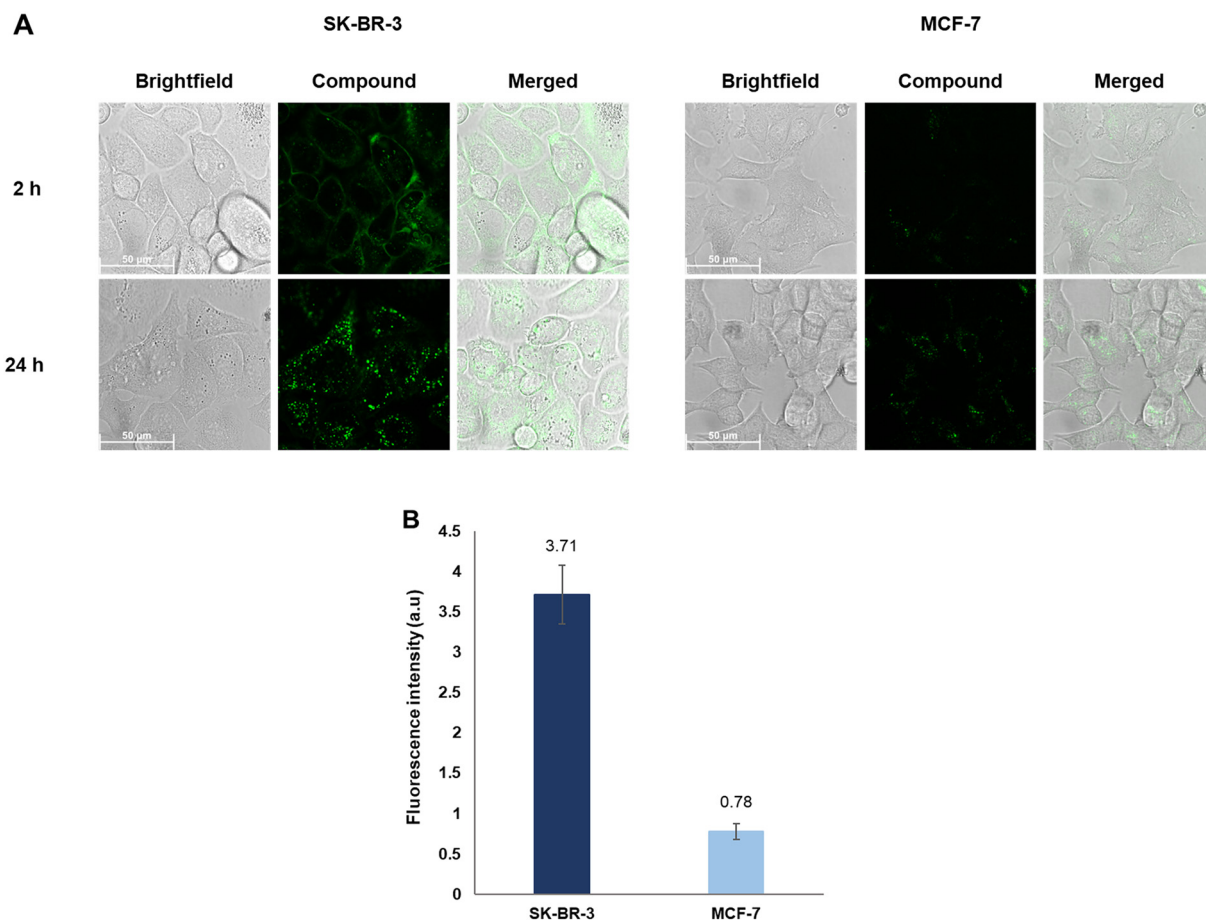 A
SK-BR-3 MCF-7
Brightfield Compound Merged Brightfield Compound Merged
2 h
50 µm 50 µm
24 h
50 µm 50 µm
B
4.5
4
3.5
3
2.5
2
1.5
1
0.5
0
Fluorescence intensity (a.u)
3.71
0.78
SK-BR-3 MCF-7